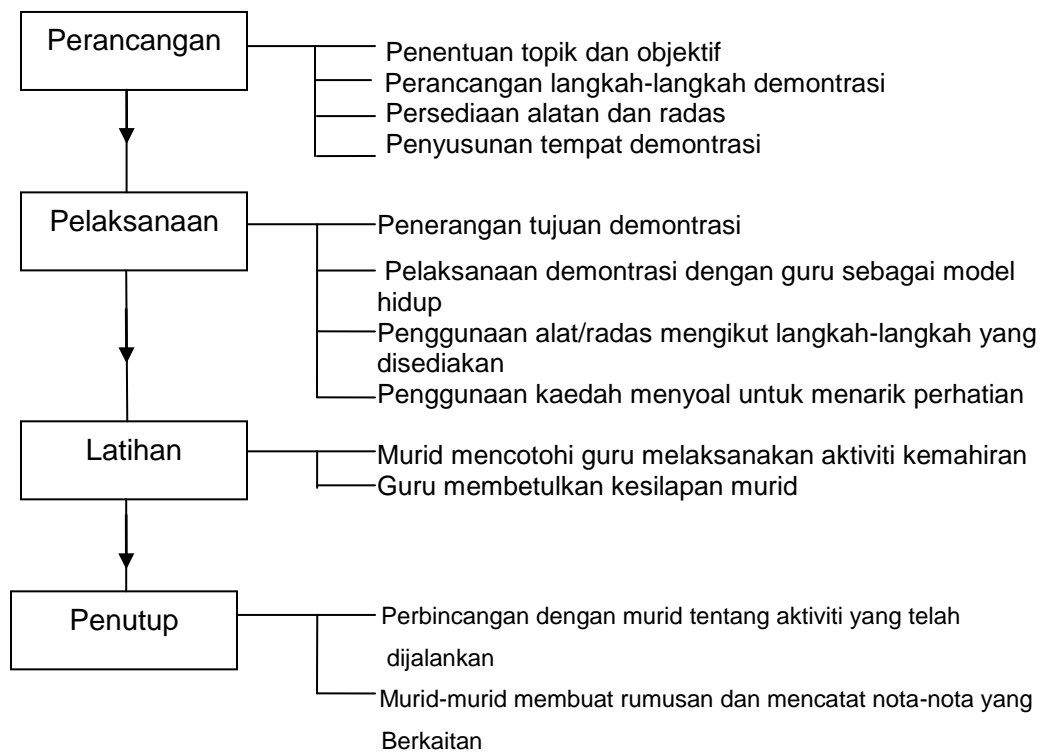 Perancangan
Penentuan topik dan objektif
Perancangan langkah-langkah demontrasi
Persediaan alatan dan radas
Penyusunan tempat demontrasi
Pelaksanaan
Penerangan tujuan demontrasi
Pelaksanaan demontrasi dengan guru sebagai model
hidup
Penggunaan alat/radas mengikut langkah-langkah yang
disediakan
Penggunaan kaedah menyoal untuk menarik perhatian
Latihan
Murid mencotohi guru melaksanakan aktiviti kemahiran
Guru membetulkan kesilapan murid
Penutup
Perbincangan dengan murid tentang aktiviti yang telah
dijalankan
Murid-murid membuat rumusan dan mencatat nota-nota yang
Berkaitan